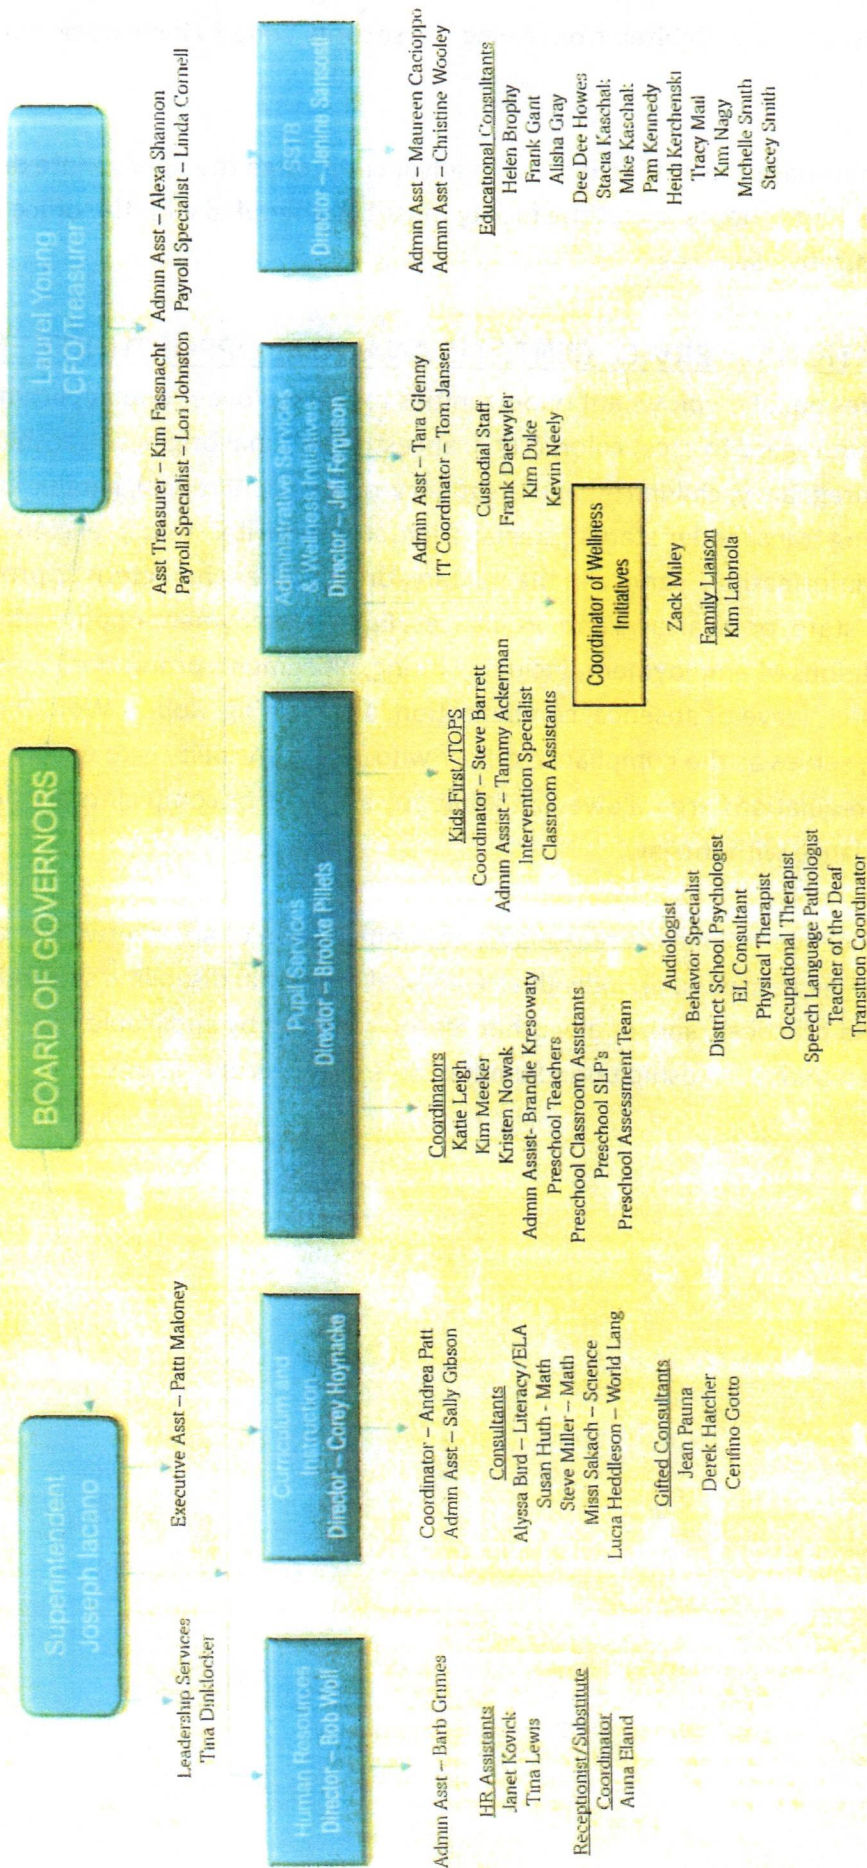 BOARD OF GOVERNORS
Superintendent
Joseph Iacano
Laurel Young
CFO/Treasurer
Leadership Services
Tina Dinklocker
Executive Asst – Patti Maloney
Asst Treasurer – Kim Fassnacht
Admin Asst – Alexa Shannon
Payroll Specialist – Lori Johnston
Payroll Specialist – Linda Cornell
Human Resources
Director – Bob Wolf
Admin Asst – Barb Grimes
HR Assistants
Janet Kovick
Tina Lewis
Receptionist/Substitute
Coordinator
Anna Eland
Curriculum and
Instruction
Director – Corey Hoynacke
Coordinator – Andrea Patt
Admin Asst – Sally Gibson
Consultants
Alyssa Bird – Literacy/ELA
Susan Huth - Math
Steve Miller – Math
Missi Sakach – Science
Lucia Heddleson – World Lang
Gifted Consultants
Jean Pauna
Derek Hatcher
Cenfino Gotto
Pupil Services
Director – Brooke Pillets
Coordinators
Katie Leigh
Kim Meeker
Kristen Nowak
Admin Assist- Brandie Kresowaty
Preschool Teachers
Preschool Classroom Assistants
Preschool SLP's
Preschool Assessment Team
Kids First/TOPS
Coordinator – Steve Barrett
Admin Assist – Tammy Ackerman
Intervention Specialist
Classroom Assistants
Audiologist
Behavior Specialist
District School Psychologist
EL Consultant
Physical Therapist
Occupational Therapist
Speech Language Pathologist
Teacher of the Deaf
Transition Coordinator
Administrative Services
& Wellness Initiatives
Director – Jeff Ferguson
Admin Asst – Tara Glenny
IT Coordinator – Tom Jansen
Custodial Staff
Frank Daetwyler
Kim Duke
Kevin Neely
Coordinator of Wellness
Initiatives
Zack Miley
Family Liaison
Kim Labriola
SST8
Director – Jenine Sansosti
Admin Asst – Maureen Cacioppo
Admin Asst – Christine Wooley
Educational Consultants
Helen Brophy
Frank Gant
Alisha Gray
Dee Dee Howes
Stacia Kaschal:
Mike Kaschal:
Pam Kennedy
Heidi Kerchenski
Tracy Mail
Kim Nagy
Michelle Smith
Stacey Smith